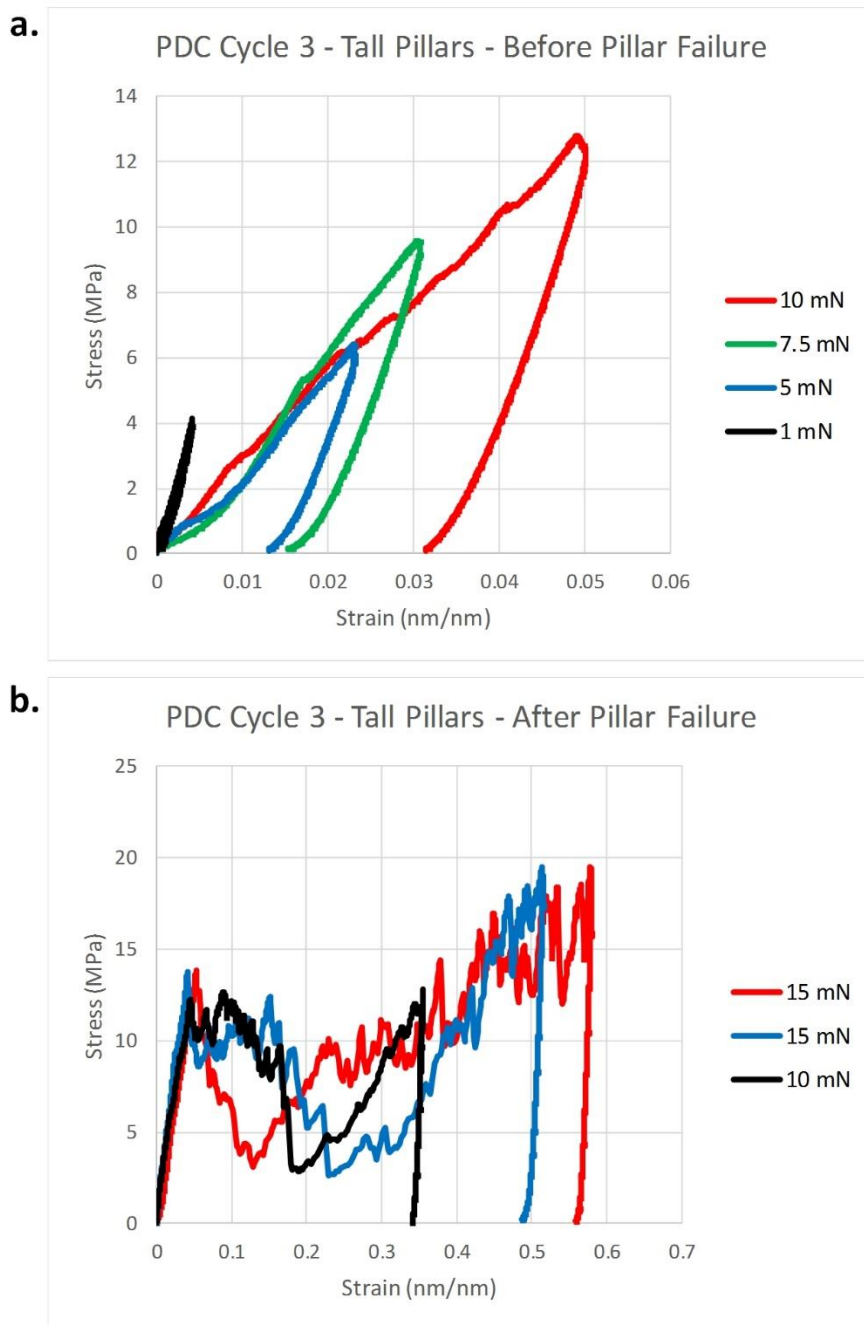 a.
PDC Cycle 3 - Tall Pillars - Before Pillar Failure
14
12
10
8
6
4
2
0
Stress (MPa)
0 0.01 0.02 0.03 0.04 0.05 0.06
Strain (nm/nm)
10 mN
7.5 mN
5 mN
1 mN
b.
PDC Cycle 3 - Tall Pillars - After Pillar Failure
25
20
15
10
5
0
Stress (MPa)
0 0.1 0.2 0.3 0.4 0.5 0.6 0.7
Strain (nm/nm)
15 mN
15 mN
10 mN